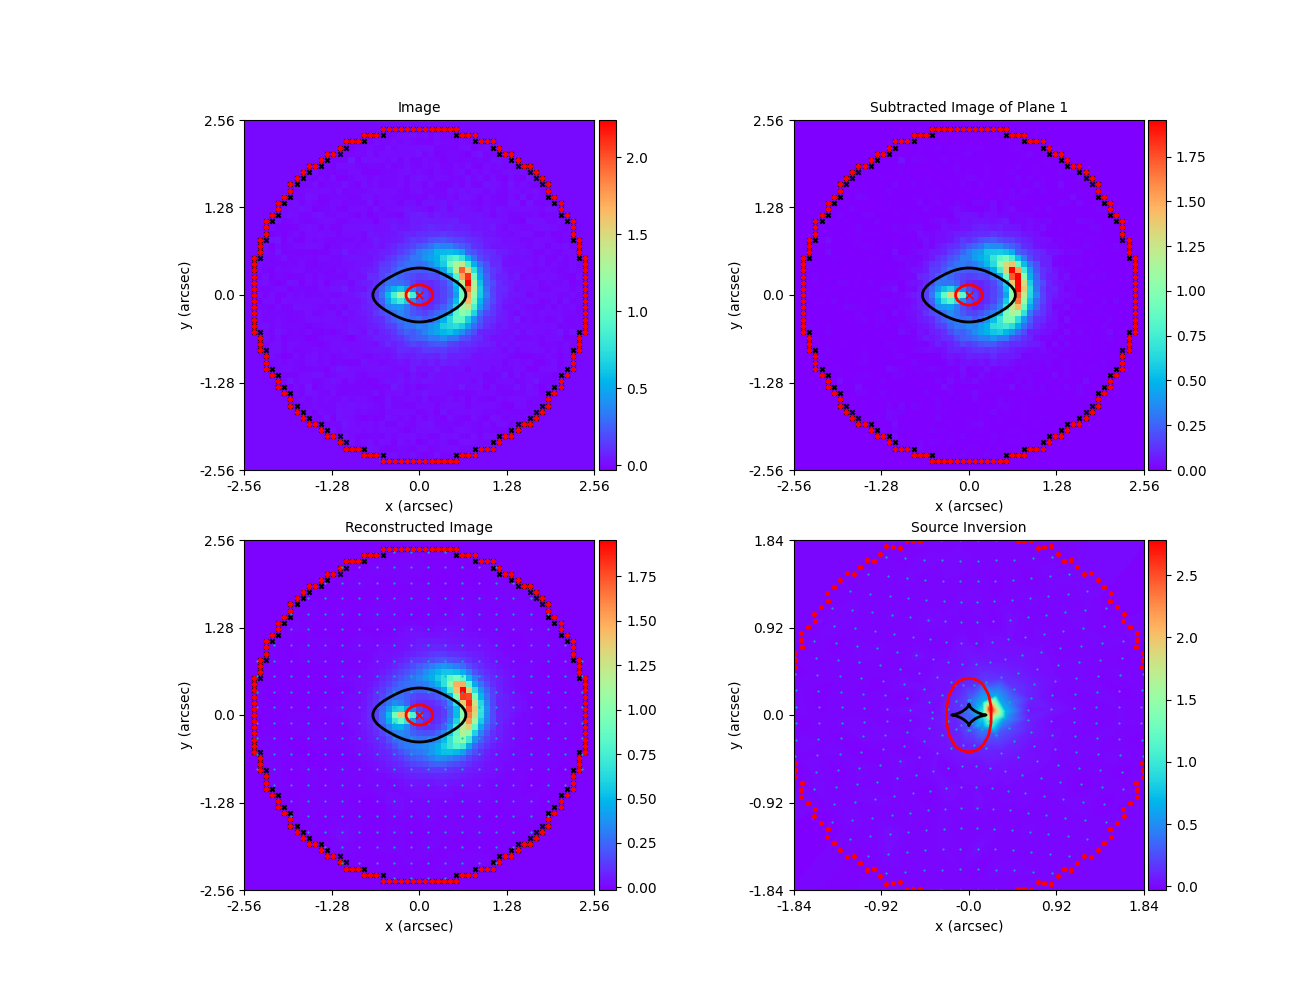 Image
2.56
1.28
0.0
-1.28
-2.56
y (arcsec)
-2.56 -1.28 0.0 1.28 2.56
x (arcsec)
2.0
1.5
1.0
0.5
0.0
Subtracted Image of Plane 1
2.56
1.28
0.0
-1.28
-2.56
y (arcsec)
-2.56 -1.28 0.0 1.28 2.56
x (arcsec)
1.75
1.50
1.25
1.00
0.75
0.50
0.25
0.00
Reconstructed Image
2.56
1.28
0.0
-1.28
-2.56
y (arcsec)
-2.56 -1.28 0.0 1.28 2.56
x (arcsec)
1.75
1.50
1.25
1.00
0.75
0.50
0.25
0.00
Source Inversion
1.84
0.92
0.0
-0.92
-1.84
y (arcsec)
-1.84 -0.92 -0.0 0.92 1.84
x (arcsec)
2.5
2.0
1.5
1.0
0.5
0.0